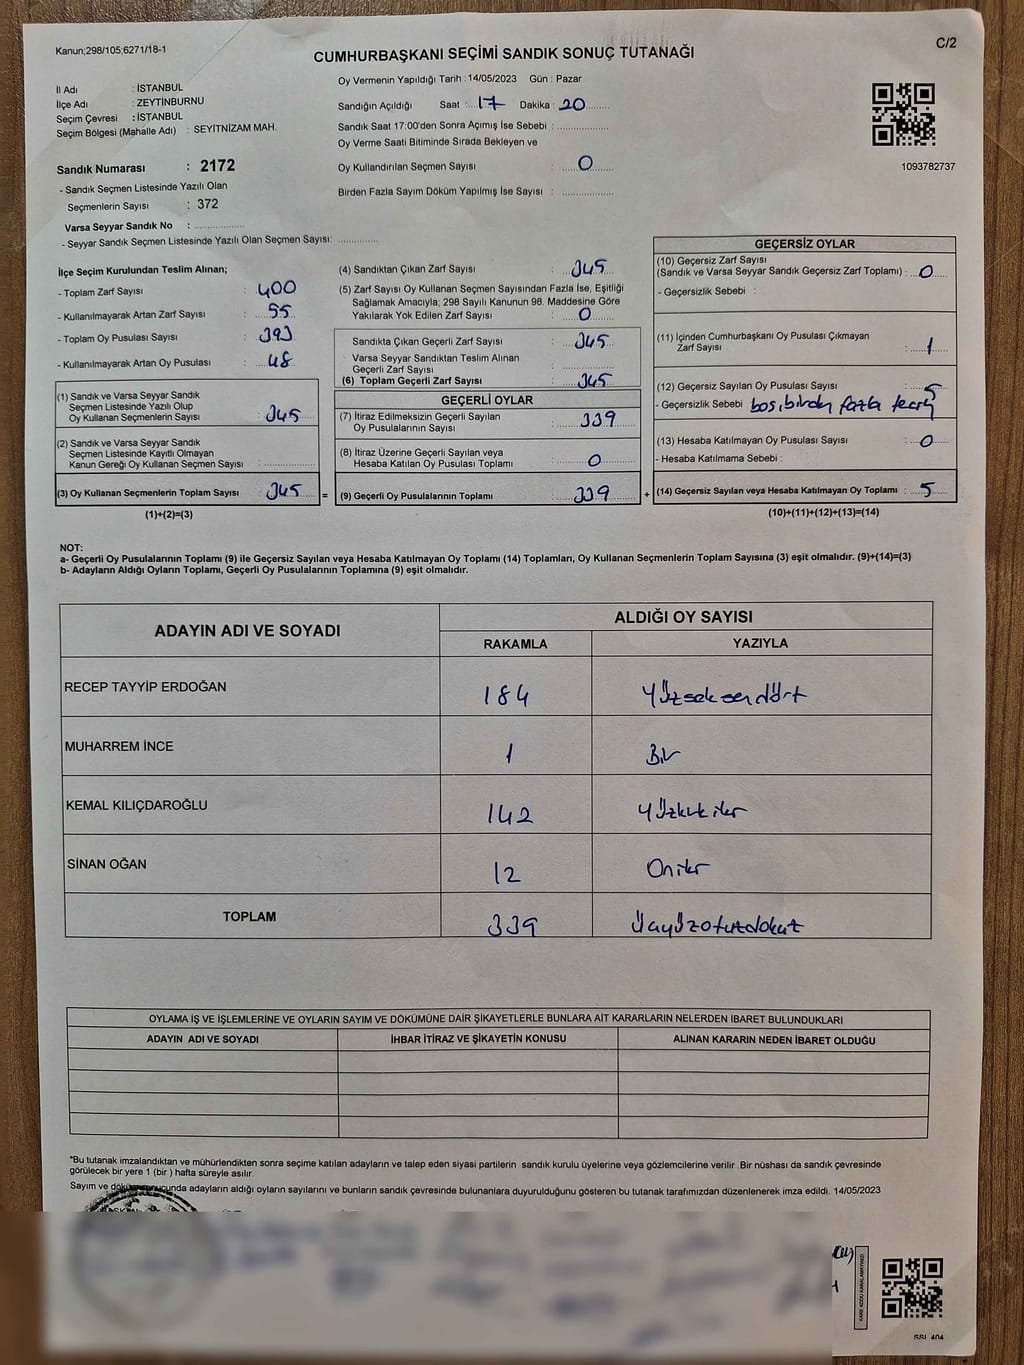 Kanun;298/105;6271/18-1
C/2
CUMHURBAŞKANI SEÇİMİ SANDIK SONUÇ TUTANAĞI
İl Adı : İSTANBUL
İlçe Adı : ZEYTİNBURNU
Seçim Çevresi : İSTANBUL
Seçim Bölgesi (Mahalle Adı) : SEYİTNİZAM MAH.
Sandık Numarası : 2172
- Sandık Seçmen Listesinde Yazılı Olan
Seçmenlerin Sayısı : 372
Varsa Seyyar Sandık No :
- Seyyar Sandık Seçmen Listesinde Yazılı Olan Seçmen Sayısı:
Oy Vermenin Yapıldığı Tarih : 14/05/2023 Gün : Pazar
Sandığın Açıldığı Saat : 17 Dakika : 20
Sandık Saat 17:00'den Sonra Açımış İse Sebebi :
Oy Verme Saati Bitiminde Sırada Bekleyen ve
Oy Kullandırılan Seçmen Sayısı : 0
Birden Fazla Sayım Döküm Yapılmış İse Sayısı :
1093782737
İlçe Seçim Kurulundan Teslim Alınan;
- Toplam Zarf Sayısı : 400
- Kullanılmayarak Artan Zarf Sayısı : 55
- Toplam Oy Pusulası Sayısı : 393
- Kullanılmayarak Artan Oy Pusulası : 48
(1) Sandık ve Varsa Seyyar Sandık
Seçmen Listesinde Yazılı Olup
Oy Kullanan Seçmenlerin Sayısı : 345
(2) Sandık ve Varsa Seyyar Sandık
Seçmen Listesinde Kayıtlı Olmayan
Kanun Gereği Oy Kullanan Seçmen Sayısı :
(3) Oy Kullanan Seçmenlerin Toplam Sayısı : 345 =
(1)+(2)=(3)
(4) Sandıktan Çıkan Zarf Sayısı : 345
(5) Zarf Sayısı Oy Kullanan Seçmen Sayısından Fazla İse, Eşitliği
Sağlamak Amacıyla; 298 Sayılı Kanunun 98. Maddesine Göre
Yakılarak Yok Edilen Zarf Sayısı : 0
Sandıkta Çıkan Geçerli Zarf Sayısı : 345
Varsa Seyyar Sandıktan Teslim Alınan
Geçerli Zarf Sayısı :
(6) Toplam Geçerli Zarf Sayısı : 345
GEÇERLİ OYLAR
(7) İtiraz Edilmeksizin Geçerli Sayılan
Oy Pusulalarının Sayısı : 339
(8) İtiraz Üzerine Geçerli Sayılan veya
Hesaba Katılan Oy Pusulası Toplamı : 0
(9) Geçerli Oy Pusulalarının Toplamı : 339 +
GEÇERSİZ OYLAR
(10) Geçersiz Zarf Sayısı
(Sandık ve Varsa Seyyar Sandık Geçersiz Zarf Toplamı) : 0
- Geçersizlik Sebebi :
(11) İçinden Cumhurbaşkanı Oy Pusulası Çıkmayan
Zarf Sayısı : 1
(12) Geçersiz Sayılan Oy Pusulası Sayısı : 5
- Geçersizlik Sebebi boş, birden fazla
(13) Hesaba Katılmayan Oy Pusulası Sayısı : 0
- Hesaba Katılmama Sebebi :
(14) Geçersiz Sayılan veya Hesaba Katılmayan Oy Toplamı : 5
(10)+(11)+(12)+(13)=(14)
NOT:
a- Geçerli Oy Pusulalarının Toplamı (9) ile Geçersiz Sayılan veya Hesaba Katılmayan Oy Toplamı (14) Toplamları, Oy Kullanan Seçmenlerin Toplam Sayısına (3) eşit olmalıdır. (9)+(14)=(3)
b- Adayların Aldığı Oyların Toplamı, Geçerli Oy Pusulalarının Toplamına (9) eşit olmalıdır.
ADAYIN ADI VE SOYADI
ALDIĞI OY SAYISI
RAKAMLA YAZIYLA
RECEP TAYYİP ERDOĞAN 184 Yüzseksendört
MUHARREM İNCE 1 Bir
KEMAL KILIÇDAROĞLU 142 Yüzkırkiki
SİNAN OĞAN 12 Oniki
TOPLAM 339 Üçyüzotuzdokuz
OYLAMA İŞ VE İŞLEMLERİNE VE OYLARIN SAYIM VE DÖKÜMÜNE DAİR ŞİKAYETLERLE BUNLARA AİT KARARLARIN NELERDEN İBARET BULUNDUKLARI
ADAYIN ADI VE SOYADI İHBAR İTİRAZ VE ŞİKAYETİN KONUSU ALINAN KARARIN NEDEN İBARET OLDUĞU
"Bu tutanak imzalandıktan ve mühürlendikten sonra seçime katılan adayların ve talep eden siyasi partilerin sandık kurulu üyelerine veya gözlemcilerine verilir .Bir nüshası da sandık çevresinde
görülecek bir yere 1 (bir ) hafta süreyle asılır.
Sayım ve adayların aldığı oyların sayılarını ve bunların sandık çevresinde bulunanlara duyurulduğunu gösteren bu tutanak tarafımızdan düzenlenerek imza edildi. 14/05/2023
KARE KODU KARALAMAYINIZ!